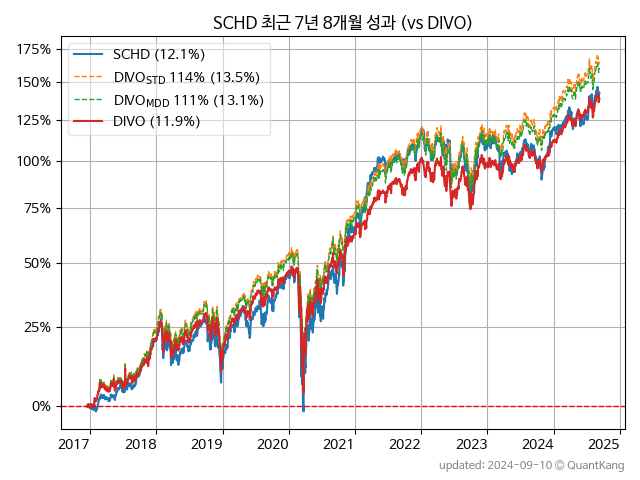 SCHD 최근 7년 8개월 성과 (vs DIVO)
SCHD (12.1%)
DIVO_STD 114% (13.5%)
DIVO_MDD 111% (13.1%)
DIVO (11.9%)
175%
150%
125%
100%
75%
50%
25%
0%
2017 2018 2019 2020 2021 2022 2023 2024 2025
updated: 2024-09-10 © QuantKang